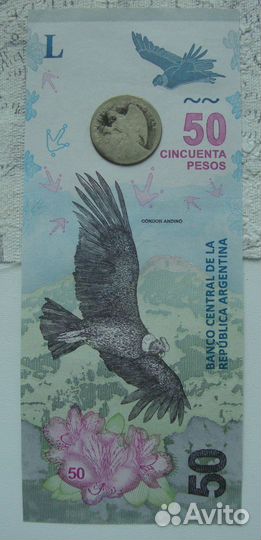 L
50
CINCUENTA
PESOS
CÓNDOR ANDINO
BANCO CENTRAL DE LA
REPÚBLICA ARGENTINA
50
50
Avito